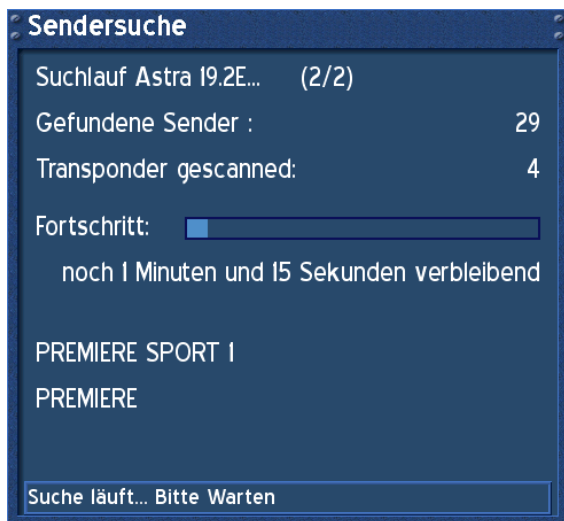 Sendersuche
Suchlauf Astra 19.2E... (2/2)
Gefundene Sender : 29
Transponder gescanned: 4
Fortschritt:
noch 1 Minuten und 15 Sekunden verbleibend
PREMIERE SPORT 1
PREMIERE
Suche läuft... Bitte Warten